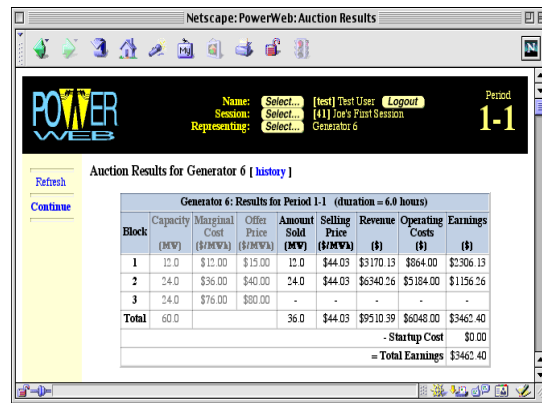 Netscape: PowerWeb: Auction Results
My
N
POWER
WEB
Name: Select... [test] Test User Logout
Session: Select... [41] Joe's First Session
Representing: Select... Generator 6
Period
1-1
Refresh
Continue
Auction Results for Generator 6 [ history ]
Generator 6: Results for Period 1-1 (duration = 6.0 hours)
Block Capacity Marginal Offer Amount Selling Revenue Operating Earnings
Cost Price Sold Price Costs
(MW) ($/MWh) ($/MWh) (MW) ($/MWh) ($) ($) ($)
1 12.0 $12.00 $15.00 12.0 $44.03 $3170.13 $864.00 $2306.13
2 24.0 $36.00 $40.00 24.0 $44.03 $6340.26 $5184.00 $1156.26
3 24.0 $76.00 $80.00 - - - - -
Total 60.0 36.0 $44.03 $9510.39 $6048.00 $3462.40
- Startup Cost $0.00
= Total Earnings $3462.40